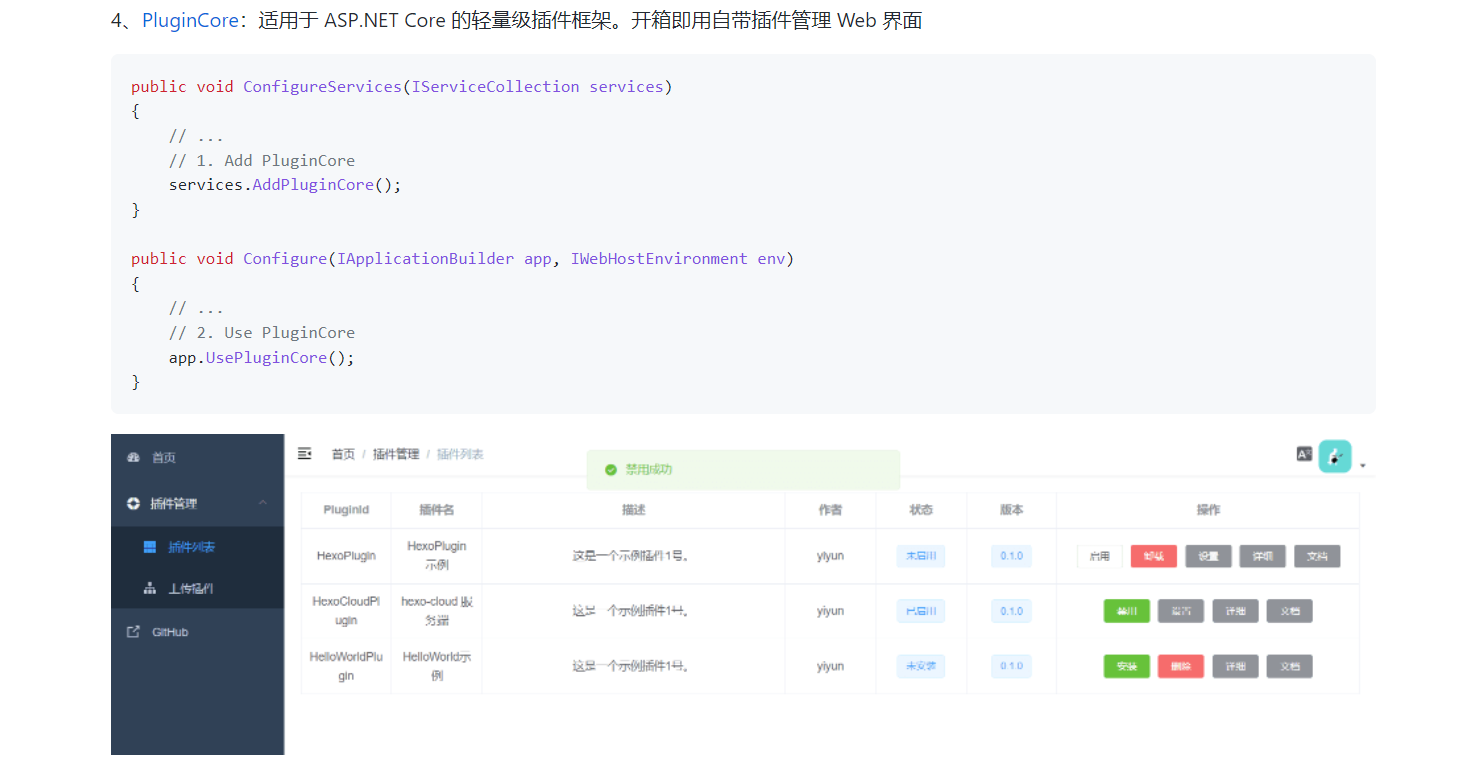 4、PluginCore：适用于 ASP.NET Core 的轻量级插件框架。开箱即用自带插件管理 Web 界面
public void ConfigureServices(IServiceCollection services)
{
// ...
// 1. Add PluginCore
services.AddPluginCore();
}
public void Configure(IApplicationBuilder app, IWebHostEnvironment env)
{
// ...
// 2. Use PluginCore
app.UsePluginCore();
}
首页
插件管理
插件列表
上传插件
GitHub
首页 / 插件管理 / 插件列表
禁用成功
PluginId 插件名 描述 作者 状态 版本 操作
HexoPlugin HexoPlugin 示例 这是一个示例插件1号。 yiyun 未启用 0.1.0 启用 卸载 设置 详细 文档
HexoCloudPlugin hexo-cloud 服务端 这是一个示例插件1号。 yiyun 已启用 0.1.0 禁用 设置 详细 文档
HelloWorldPlugin HelloWorld示例 这是一个示例插件1号。 yiyun 未安装 0.1.0 安装 删除 详细 文档